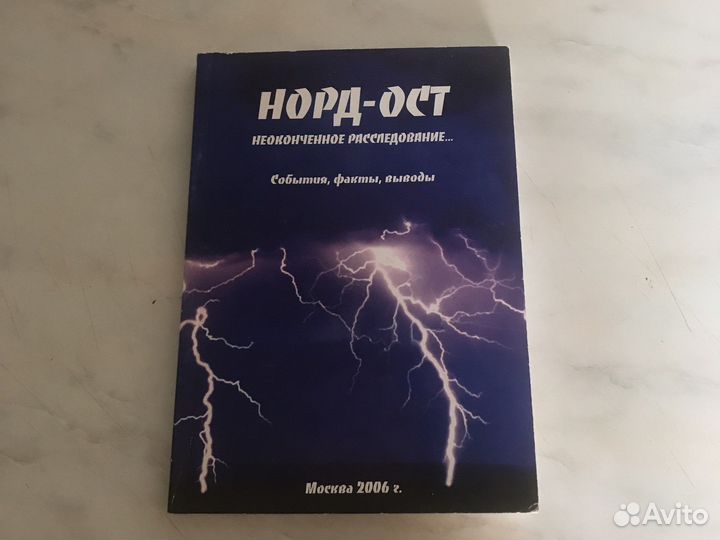 НОРД-ОСТ
НЕОКОНЧЕННОЕ РАССЛЕДОВАНИЕ...
События, факты, выводы
Москва 2006 г.
Avito